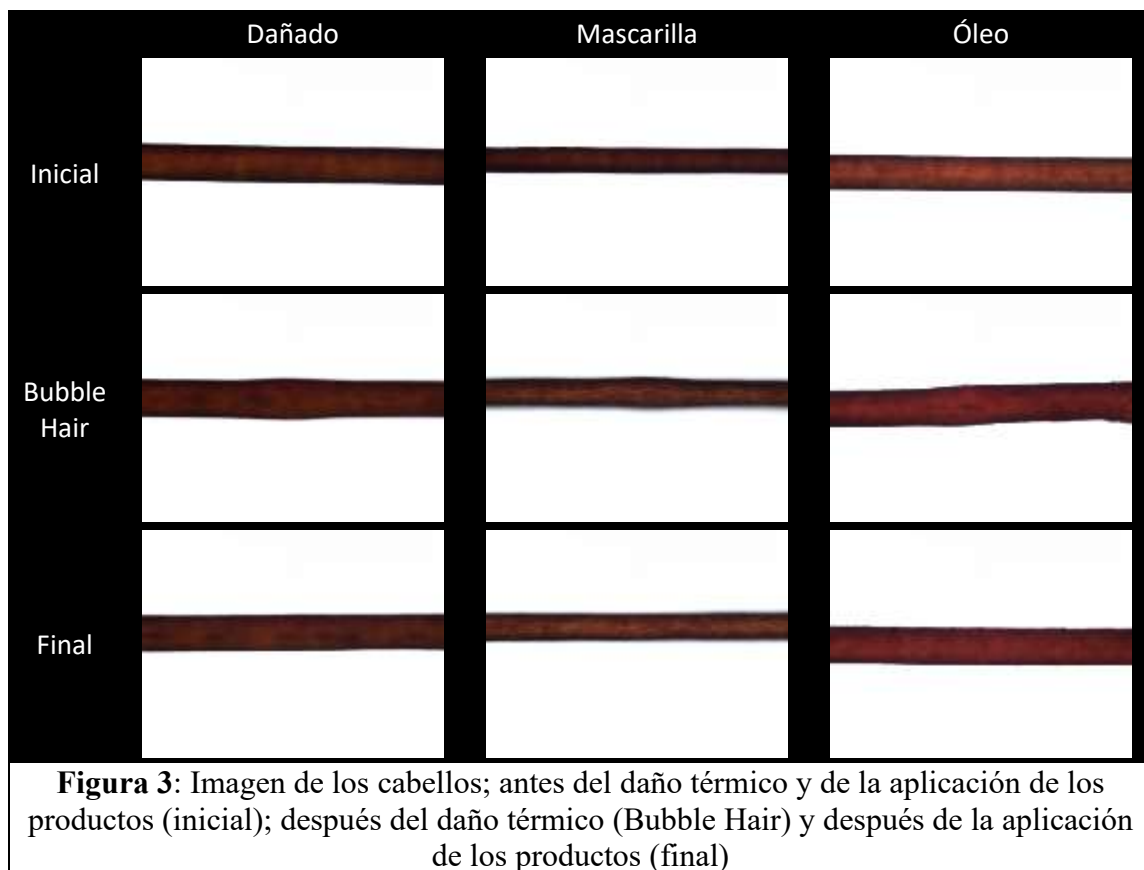 Dañado Mascarilla Óleo
Inicial
Bubble
Hair
Final
Figura 3: Imagen de los cabellos; antes del daño térmico y de la aplicación de los
productos (inicial); después del daño térmico (Bubble Hair) y después de la aplicación
de los productos (final)